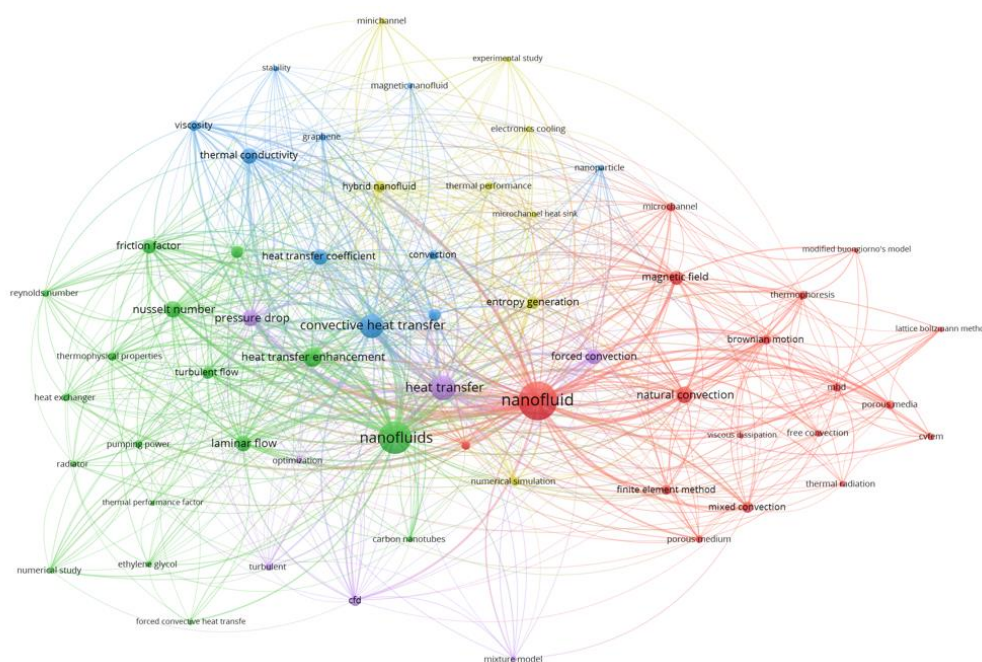 minichannel
experimental study
stability
magnetic nanofluid
viscosity
electronics cooling
graphene
thermal conductivity
nanoparticle
hybrid nanofluid
thermal performance
microchannel
microchannel heat sink
friction factor
modified buongiorno's model
heat transfer coefficient
convection
magnetic field
reynolds number
thermophoresis
entropy generation
nusselt number
pressure drop
convective heat transfer
lattice boltzmann metho
brownian motion
thermophysical properties
heat transfer enhancement
forced convection
turbulent flow
heat transfer
mhd
heat exchanger
nanofluid
natural convection
porous media
nanofluids
viscous dissipation
free convection
cvfem
pumping power
laminar flow
radiator
optimization
numerical simulation
thermal radiation
finite element method
thermal performance factor
mixed convection
carbon nanotubes
porous medium
numerical study
ethylene glycol
turbulent
cfd
forced convective heat transfe
mixture model